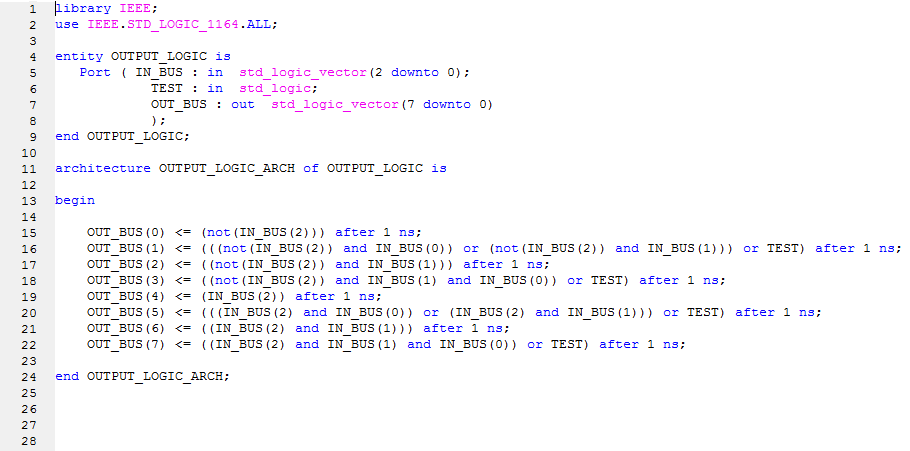 1 library IEEE;
2 use IEEE.STD_LOGIC_1164.ALL;
3
4 entity OUTPUT_LOGIC is
5    Port ( IN_BUS : in  std_logic_vector(2 downto 0);
6             TEST : in  std_logic;
7             OUT_BUS : out  std_logic_vector(7 downto 0)
8             );
9 end OUTPUT_LOGIC;
10
11 architecture OUTPUT_LOGIC_ARCH of OUTPUT_LOGIC is
12
13 begin
14
15     OUT_BUS(0) <= (not(IN_BUS(2))) after 1 ns;
16     OUT_BUS(1) <= (((not(IN_BUS(2)) and IN_BUS(0)) or (not(IN_BUS(2)) and IN_BUS(1))) or TEST) after 1 ns;
17     OUT_BUS(2) <= ((not(IN_BUS(2)) and IN_BUS(1))) after 1 ns;
18     OUT_BUS(3) <= ((not(IN_BUS(2)) and IN_BUS(1) and IN_BUS(0)) or TEST) after 1 ns;
19     OUT_BUS(4) <= (IN_BUS(2)) after 1 ns;
20     OUT_BUS(5) <= (((IN_BUS(2) and IN_BUS(0)) or (IN_BUS(2) and IN_BUS(1))) or TEST) after 1 ns;
21     OUT_BUS(6) <= ((IN_BUS(2) and IN_BUS(1))) after 1 ns;
22     OUT_BUS(7) <= ((IN_BUS(2) and IN_BUS(1) and IN_BUS(0)) or TEST) after 1 ns;
23
24 end OUTPUT_LOGIC_ARCH;
25
26
27
28